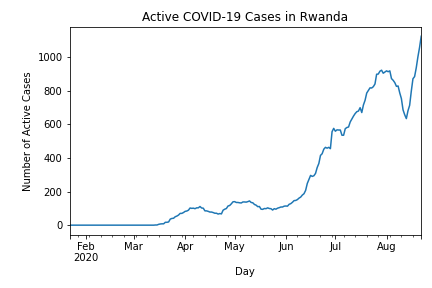 Active COVID-19 Cases in Rwanda
Number of Active Cases
1000
800
600
400
200
0
Feb
2020
Mar
Apr
May
Jun
Jul
Aug
Day